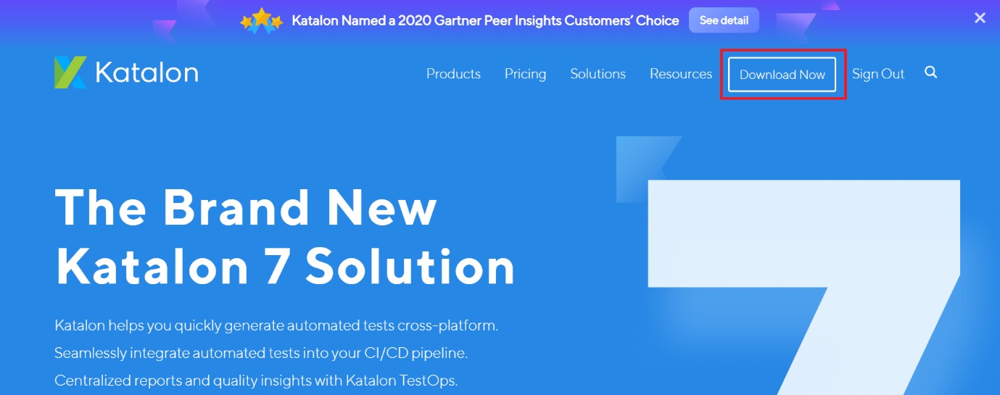 Katalon Named a 2020 Gartner Peer Insights Customers’ Choice See detail
Katalon Products Pricing Solutions Resources Download Now Sign Out
The Brand New
Katalon 7 Solution
7
Katalon helps you quickly generate automated tests cross-platform.
Seamlessly integrate automated tests into your CI/CD pipeline.
Centralized reports and quality insights with Katalon TestOps.